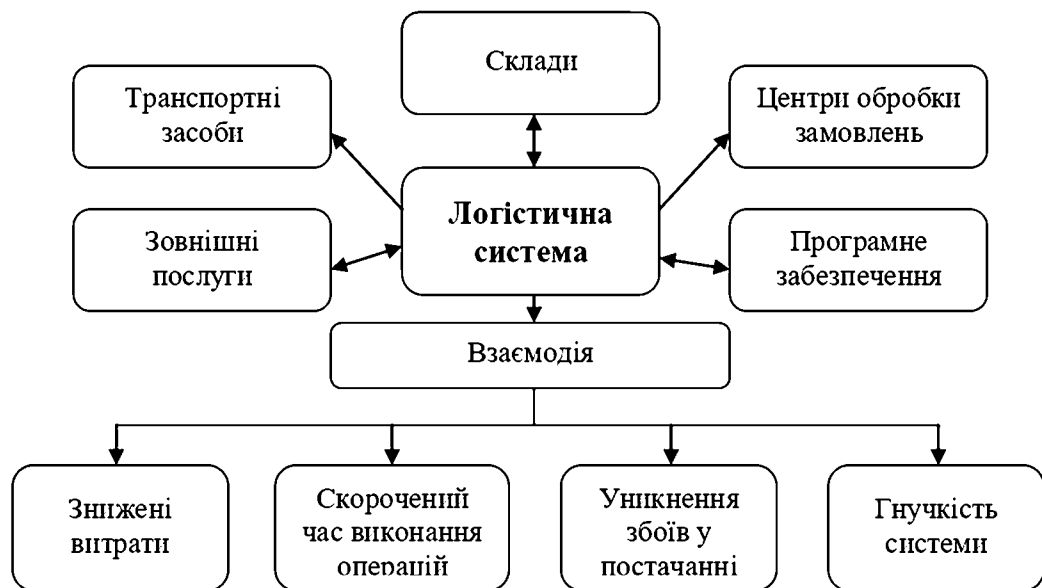 Склади
Транспортні
засоби
Центри обробки
замовлень
Логістична
система
Зовнішні
послуги
Програмне
забезпечення
Взаємодія
Знижені
витрати
Скорочений
час виконання
операцій
Уникнення
збоїв у
постачанні
Гнучкість
системи